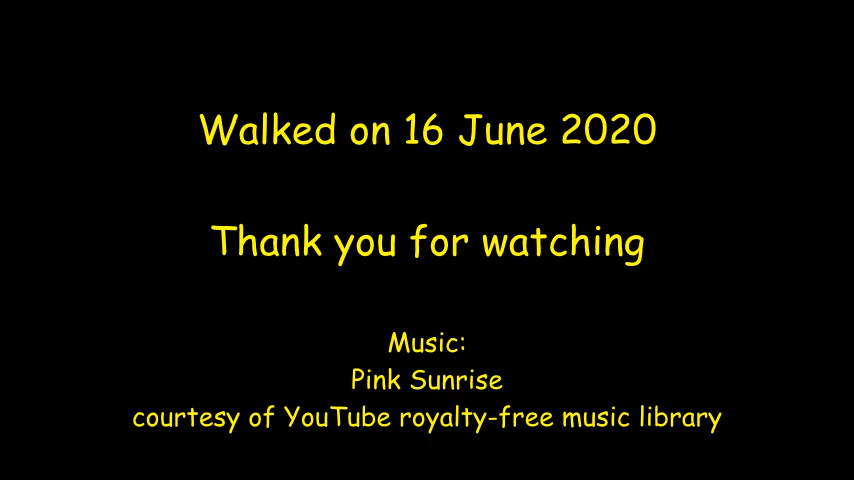 Walked on 16 June 2020
Thank you for watching
Music:
Pink Sunrise
courtesy of YouTube royalty-free music library